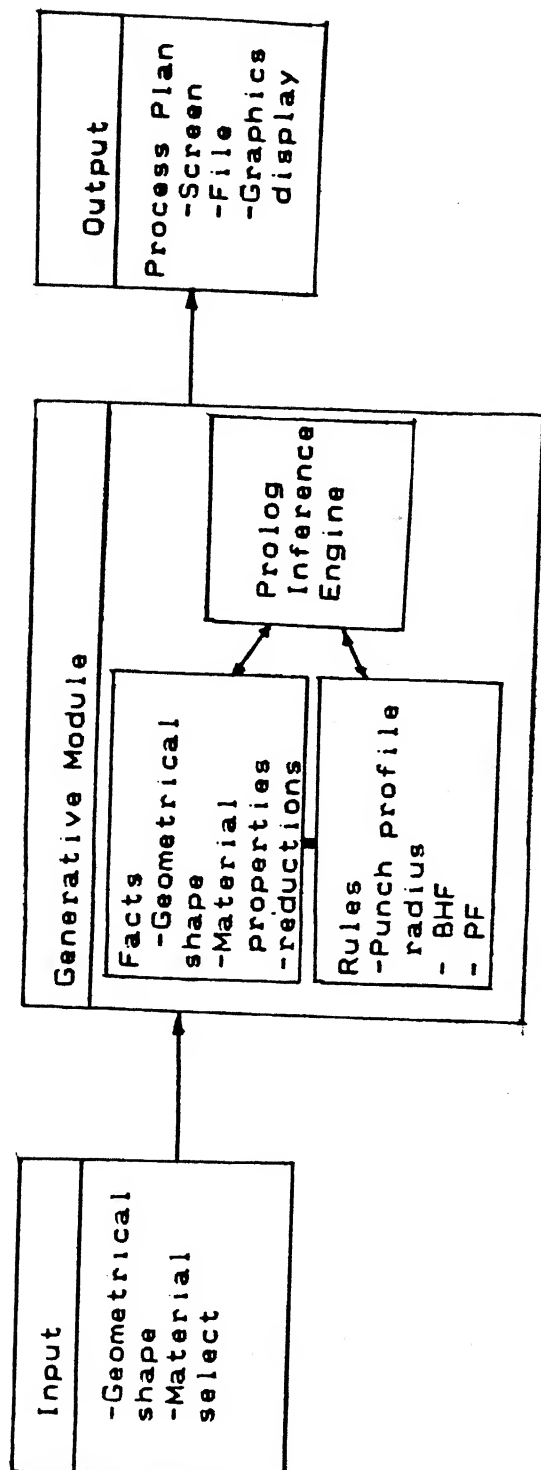 Input
-Geometrical
shape
-Material
select
Generative Module
Facts
-Geometrical
shape
-Material
properties
-reductions
Rules
-Punch profile
radius
- BHF
- PF
Prolog
Inference
Engine
Output
Process Plan
-Screen
-File
-Graphics
display